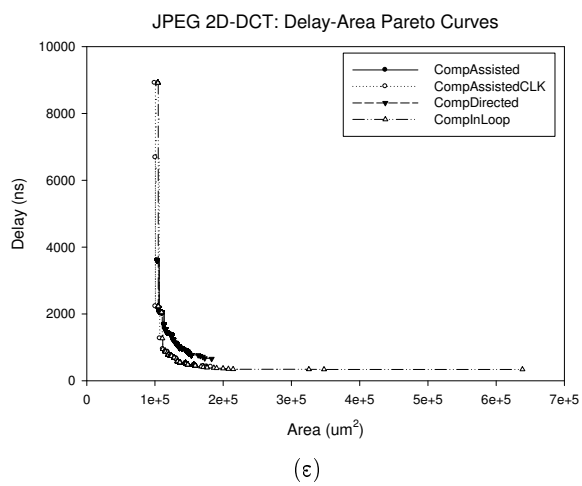 JPEG 2D-DCT: Delay-Area Pareto Curves
10000
8000
6000
4000
2000
0
Delay (ns)
CompAssisted
CompAssistedCLK
CompDirected
CompInLoop
0 1e+5 2e+5 3e+5 4e+5 5e+5 6e+5 7e+5
Area (um²)
(ε)